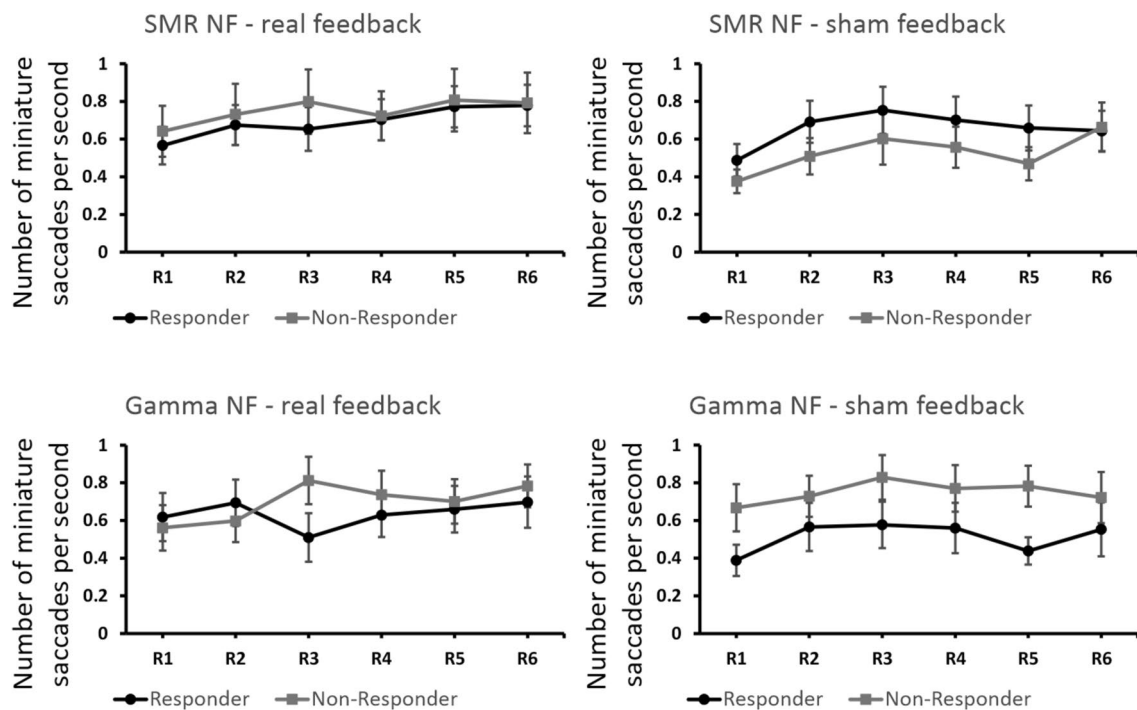 SMR NF - real feedback
Number of miniature
saccades per second
1
0.8
0.6
0.4
0.2
0
R1 R2 R3 R4 R5 R6
Responder Non-Responder
SMR NF - sham feedback
Number of miniature
saccades per second
1
0.8
0.6
0.4
0.2
0
R1 R2 R3 R4 R5 R6
Responder Non-Responder
Gamma NF - real feedback
Number of miniature
saccades per second
1
0.8
0.6
0.4
0.2
0
R1 R2 R3 R4 R5 R6
Responder Non-Responder
Gamma NF - sham feedback
Number of miniature
saccades per second
1
0.8
0.6
0.4
0.2
0
R1 R2 R3 R4 R5 R6
Responder Non-Responder